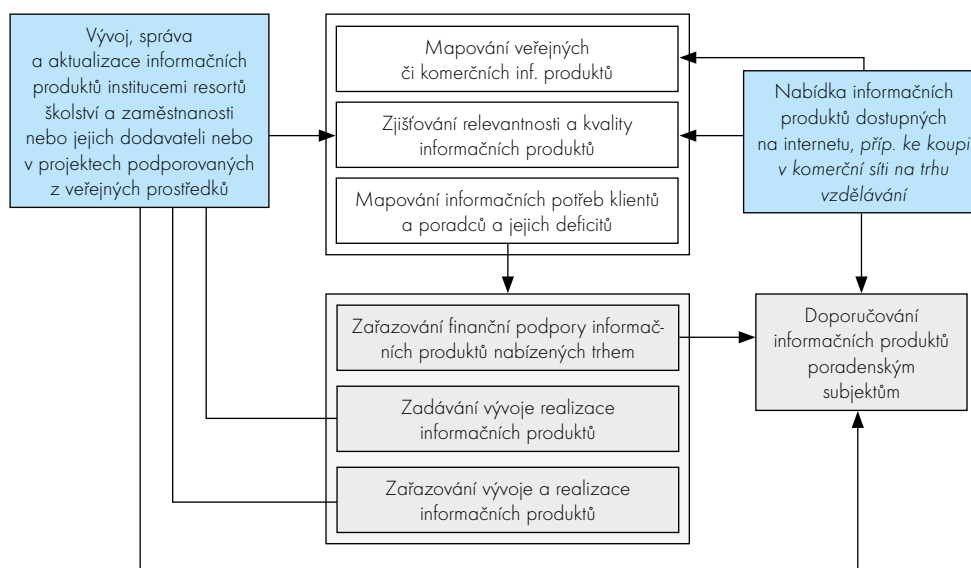 Vývoj, správa
a aktualizace informačních
produktů institucemi resortů
školství a zaměstnanosti
nebo jejich dodavateli nebo
v projektech podporovaných
z veřejných prostředků
Mapování veřejných
či komerčních inf. produktů
Zjišťování relevantnosti a kvality
informačních produktů
Mapování informačních potřeb klientů
a poradců a jejich deficitů
Nabídka informačních
produktů dostupných
na internetu, příp. ke koupi
v komerční síti na trhu
vzdělávání
Zařazování finanční podpory informač-
ních produktů nabízených trhem
Zadávání vývoje realizace
informačních produktů
Zařazování vývoje a realizace
informačních produktů
Doporučování
informačních produktů
poradenským
subjektům